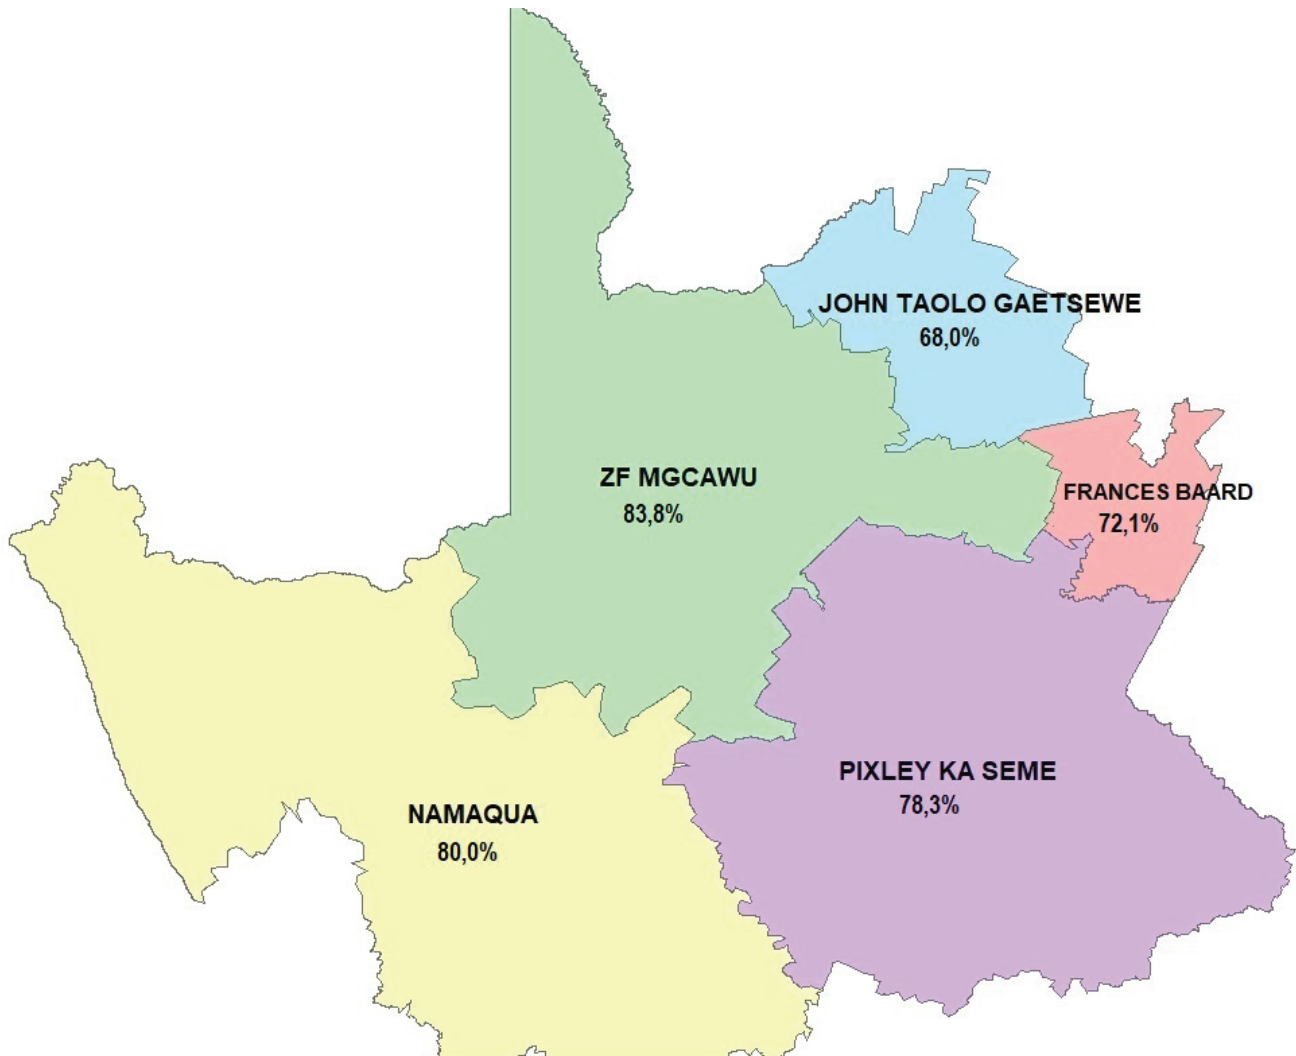 JOHN TAOLO GAETSEWE
68,0%
ZF MGCAWU
83,8%
FRANCES BAARD
72,1%
PIXLEY KA SEME
78,3%
NAMAQUA
80,0%